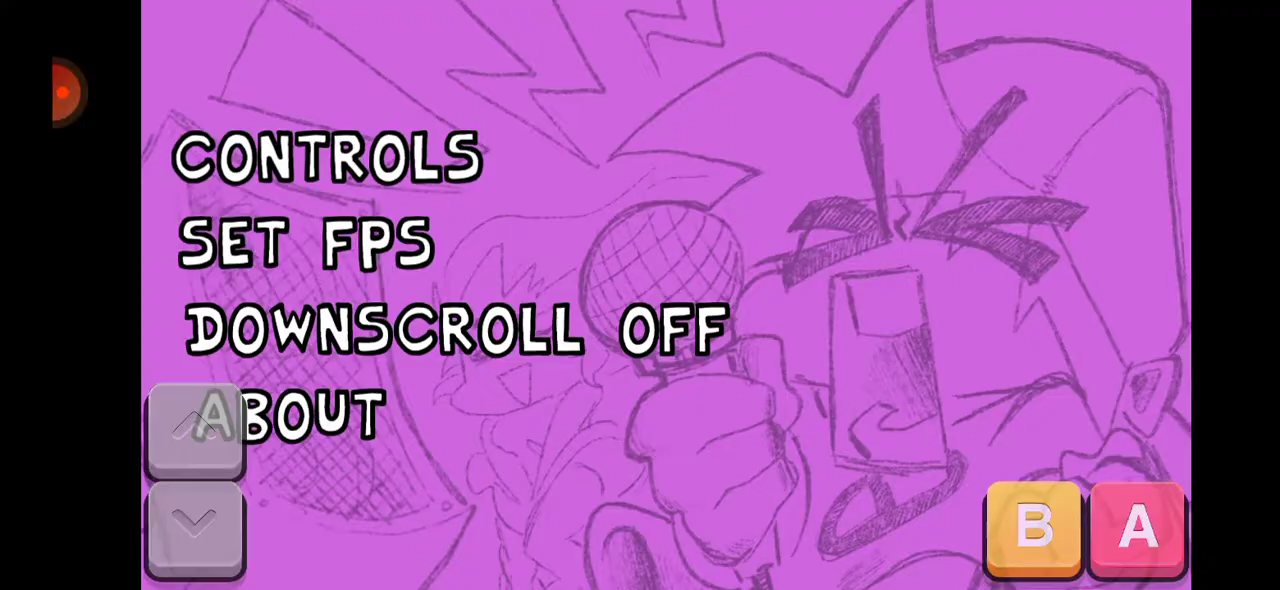 CONTROLS
SET FPS
DOWNSCROLL OFF
ABOUT
B A